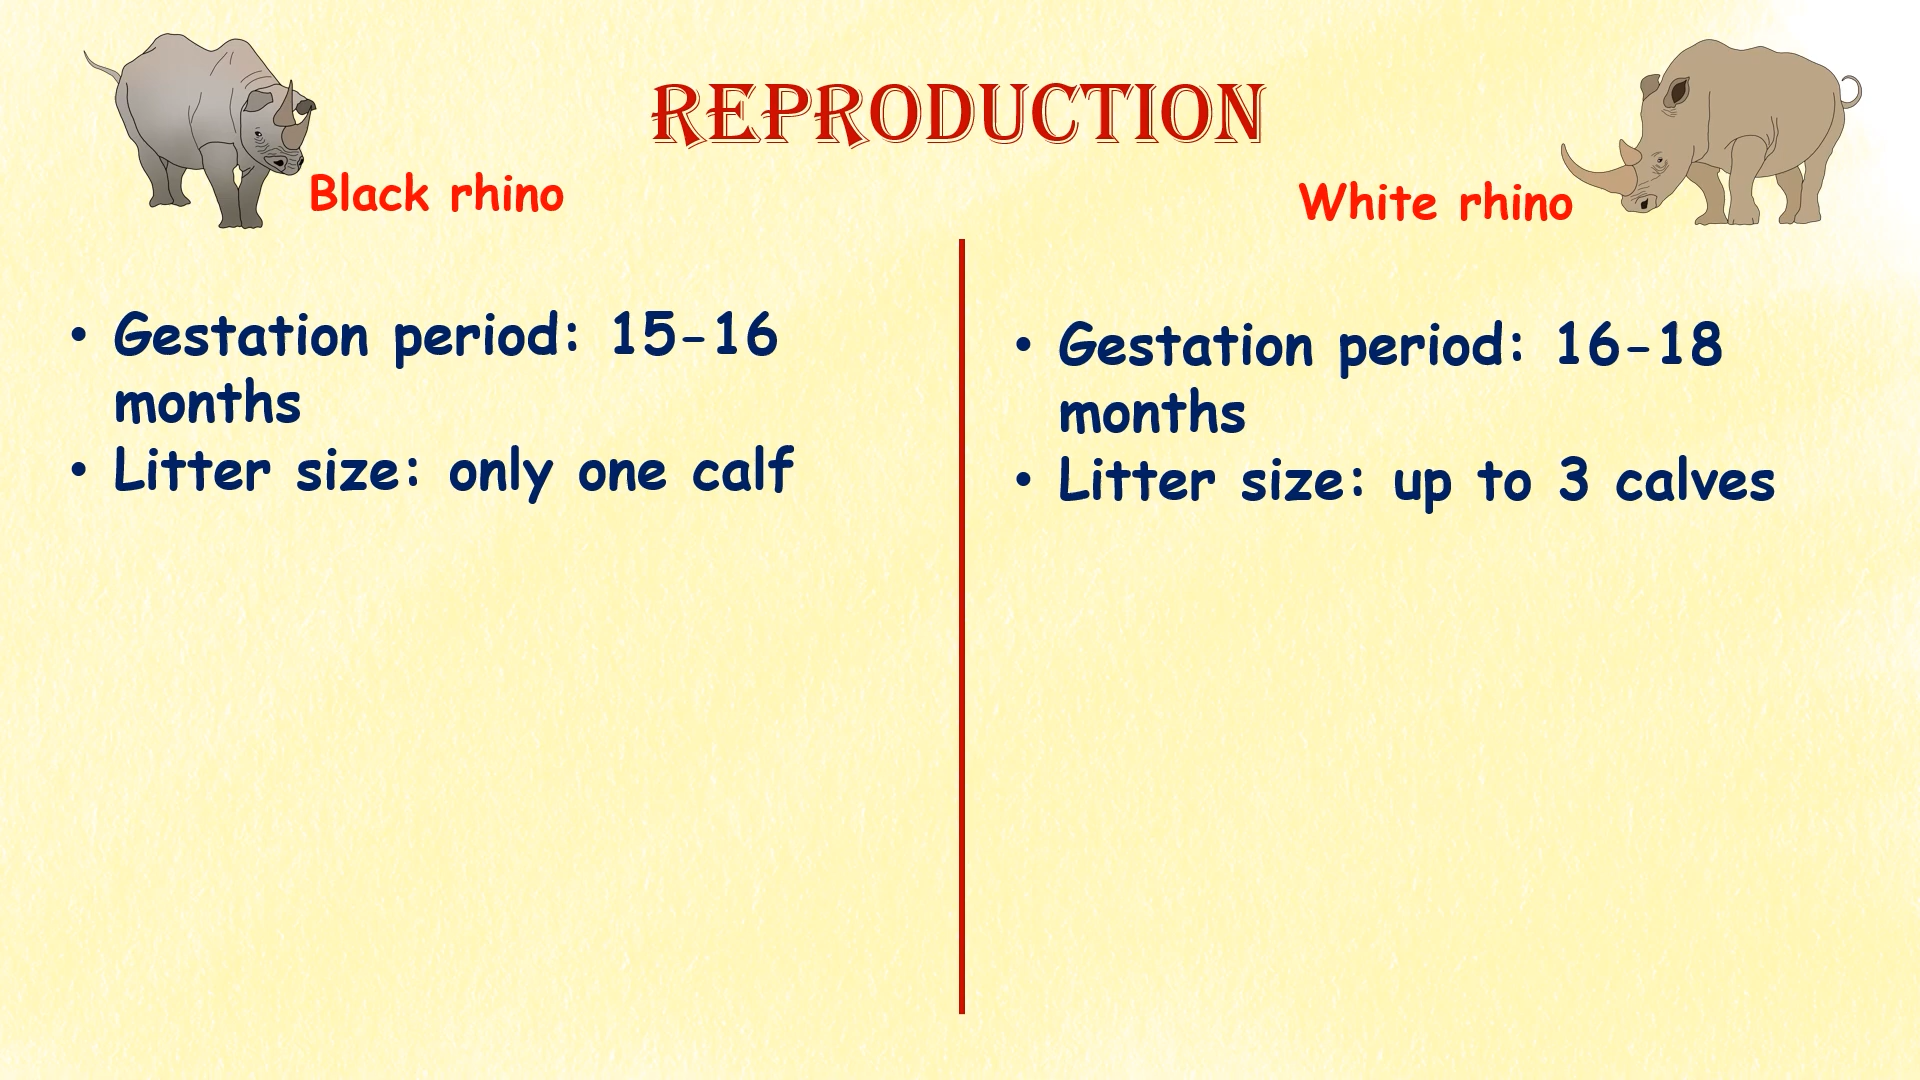 REPRODUCTION
Black rhino
White rhino
• Gestation period: 15-16
months
• Litter size: only one calf
• Gestation period: 16-18
months
• Litter size: up to 3 calves